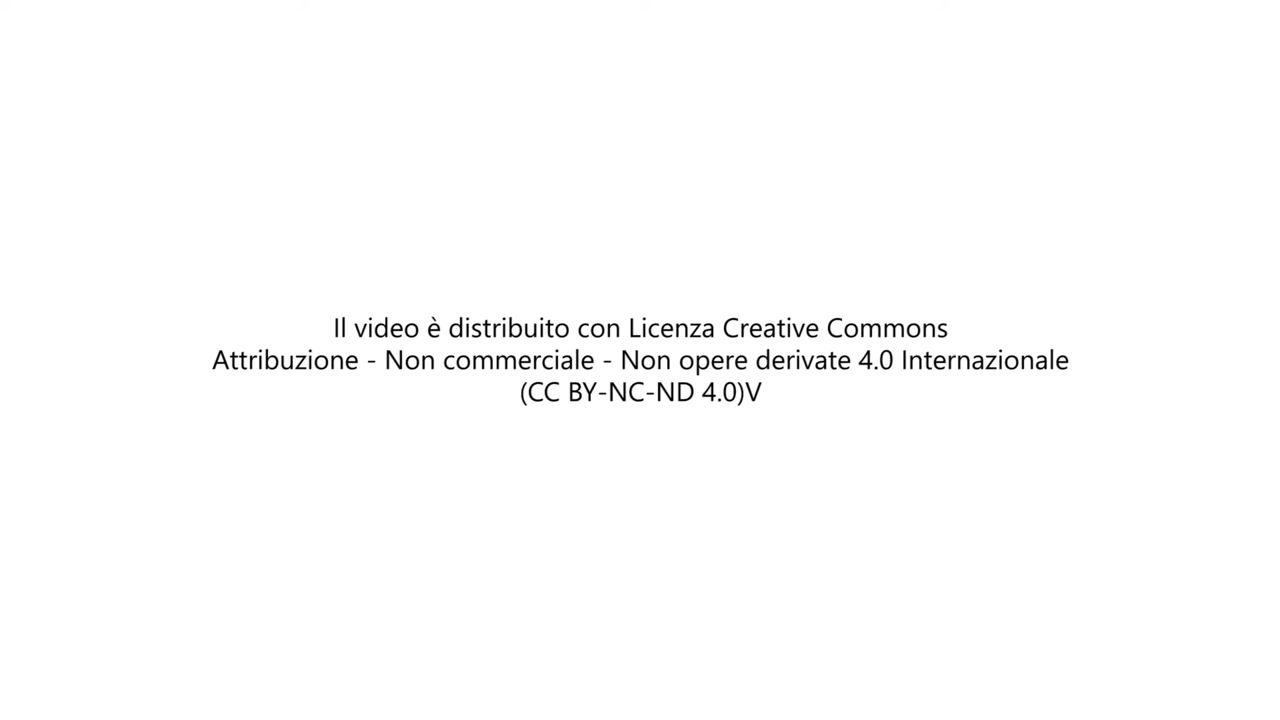 Il video è distribuito con Licenza Creative Commons
Attribuzione - Non commerciale - Non opere derivate 4.0 Internazionale
(CC BY-NC-ND 4.0)V